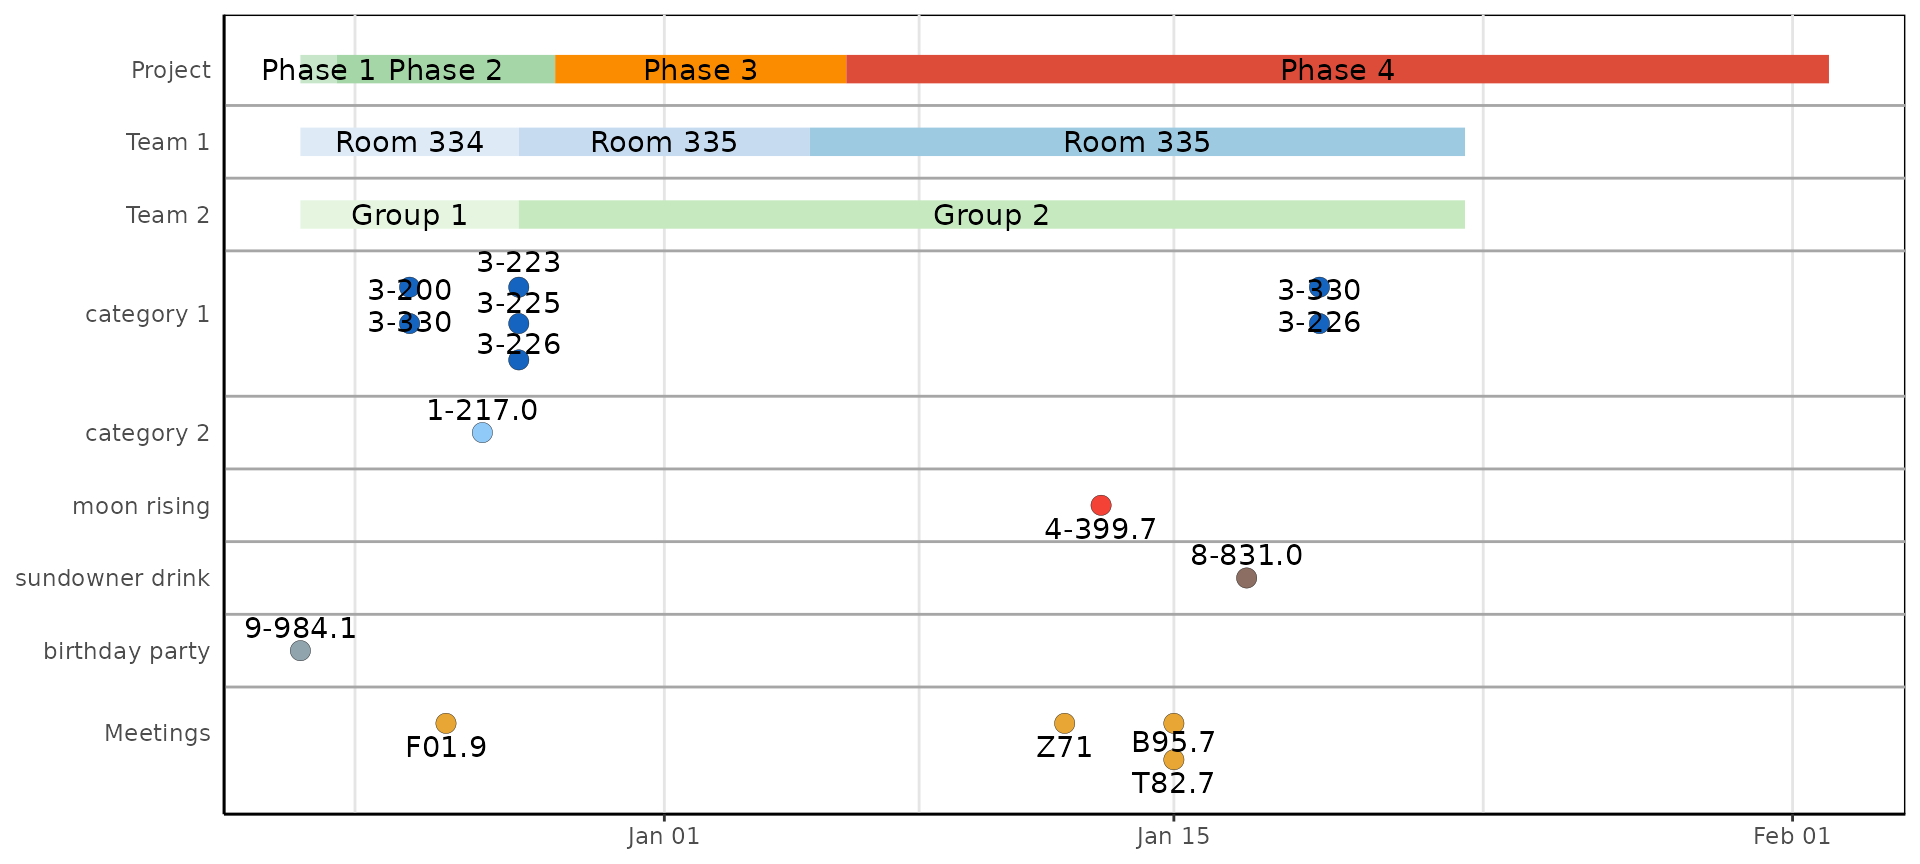 Project Phase 1 Phase 2 Phase 3 Phase 4
Team 1 Room 334 Room 335 Room 335
Team 2 Group 1 Group 2
3-223
3-200 3-330
3-225
category 1
3-330 3-226
3-226
1-217.0
category 2
moon rising
4-399.7
8-831.0
sundowner drink
9-984.1
birthday party
Meetings
B95.7
F01.9 Z71
T82.7
Jan 01 Jan 15 Feb 01